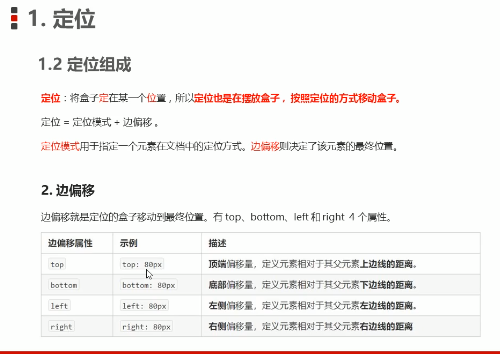 1. 定位
1.2 定位组成
定位：将盒子定在某一个位置，所以定位也是在摆放盒子， 按照定位的方式移动盒子。
定位 = 定位模式 + 边偏移 。
定位模式用于指定一个元素在文档中的定位方式。边偏移则决定了该元素的最终位置。
2. 边偏移
边偏移就是定位的盒子移动到最终位置。有 top、bottom、left 和 right 4 个属性。
边偏移属性 示例 描述
top top: 80px 顶端偏移量，定义元素相对于其父元素上边线的距离。
bottom bottom: 80px 底部偏移量，定义元素相对于其父元素下边线的距离。
left left: 80px 左侧偏移量，定义元素相对于其父元素左边线的距离。
right right: 80px 右侧偏移量，定义元素相对于其父元素右边线的距离